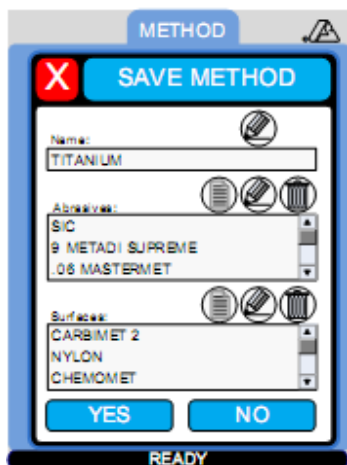 METHOD
X SAVE METHOD
Name:
TITANIUM
Abrasives:
SIC
9 METADI SUPREME
.06 MASTERMET
Surfaces:
CARBIMET 2
NYLON
CHEMOMET
YES NO
READY